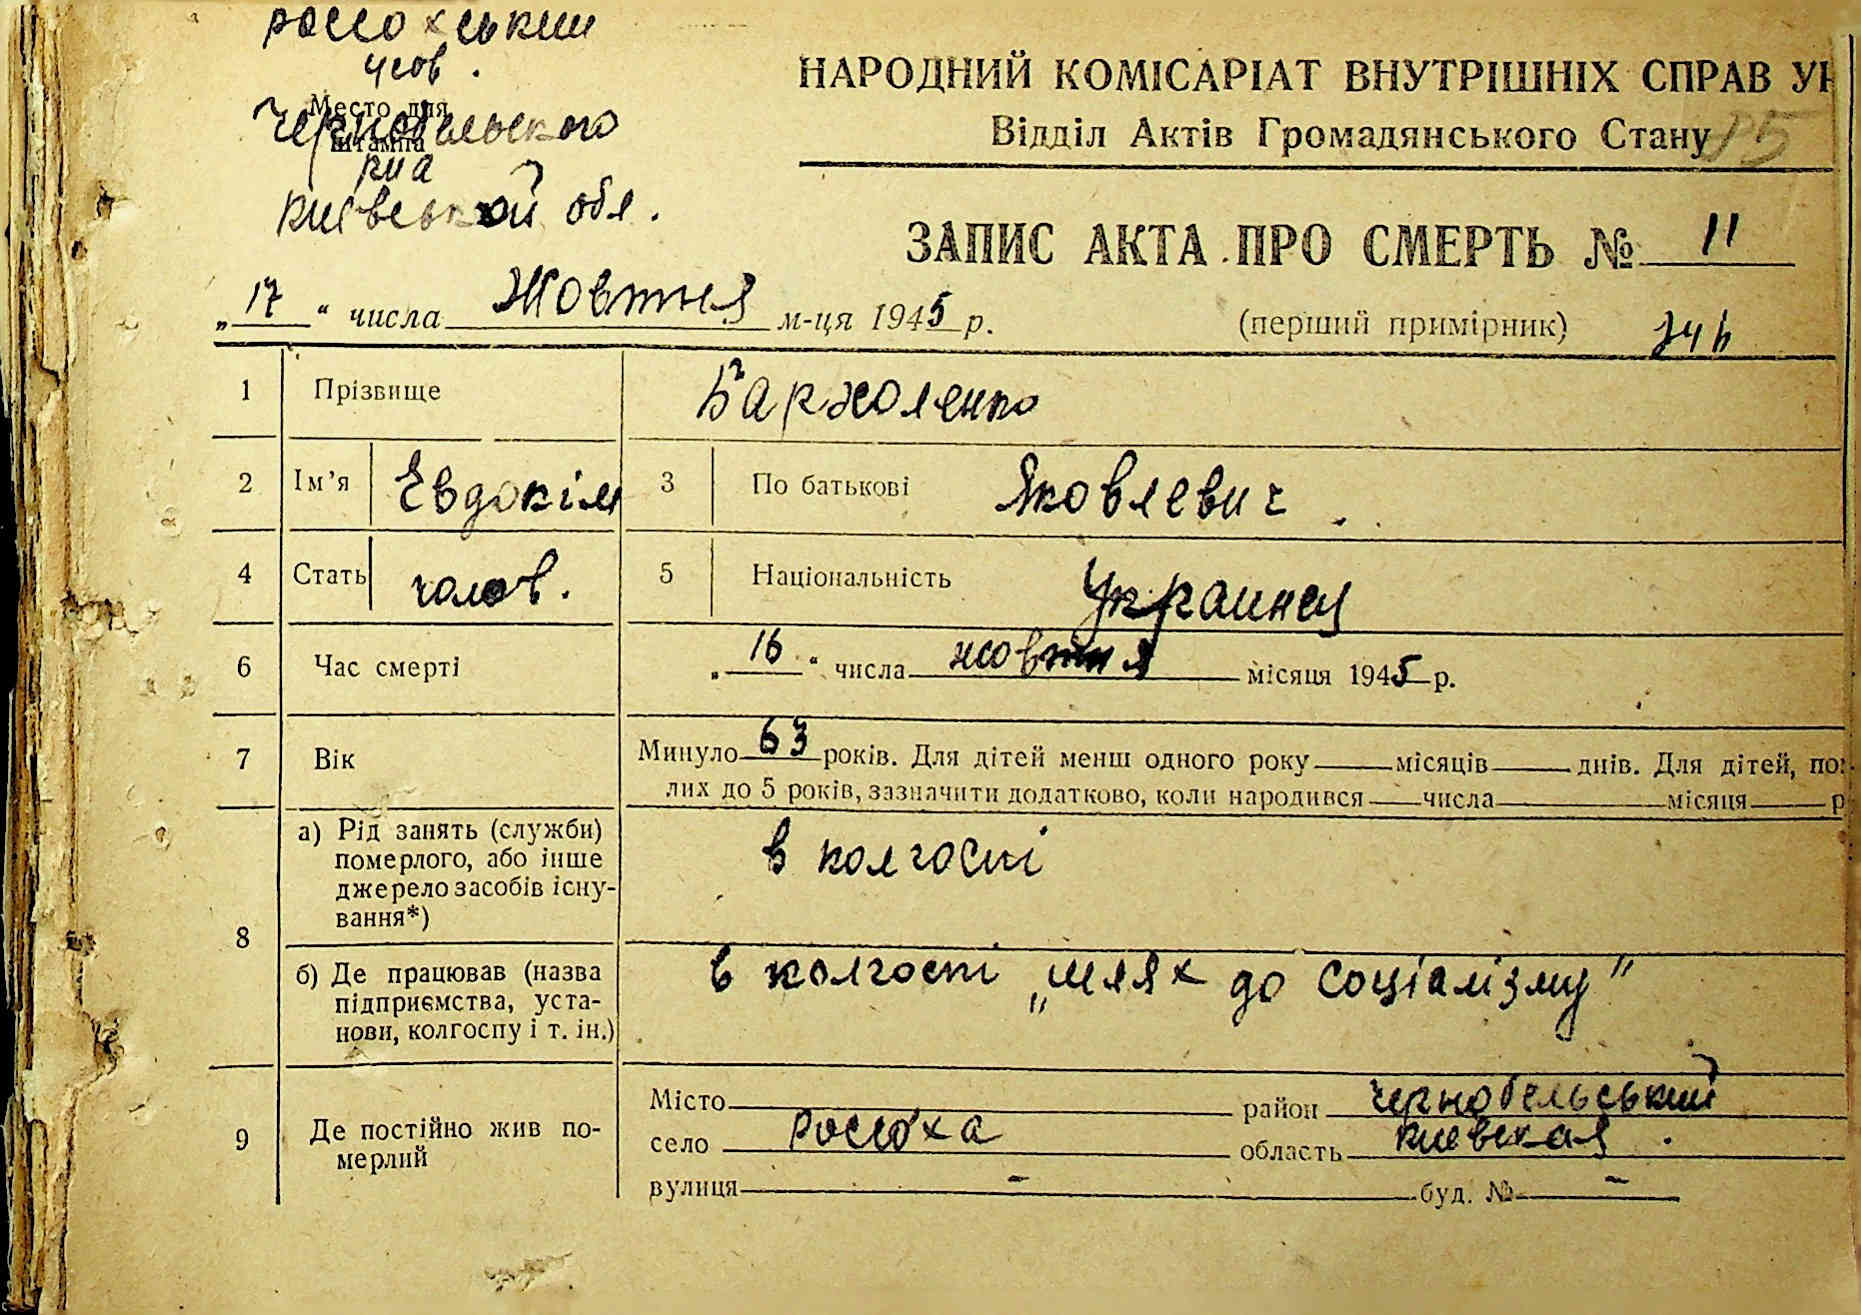 россохський
чсов.
Место для
штампа
Чернобельского
р на
Киевської обл.
НАРОДНИЙ КОМІСАРІАТ ВНУТРІШНІХ СПРАВ УН
Відділ Актів Громадянського Стану
ЗАПИС АКТА ПРО СМЕРТЬ № 11
„17“ числа Жовтня м-ця 1945 р. (перший примірник)
1 Прізвище Бархоленко
2 Ім’я Евдокім 3 По батькові Яковлевич.
4 Стать чолов. 5 Національність Украинец
6 Час смерті „16“ числа жовтня місяця 1945 р.
7 Вік Минуло 63 років. Для дітей менш одного року місяців днів. Для дітей, по
лих до 5 років, зазначити додатково, коли народився числа місяця р
8 а) Рід занять (служби) померлого, або інше джерело засобів існування*) в колгоспі
б) Де працював (назва підприємства, установи, колгоспу і т. ін.) в колгоспі „шлях до соціалізму”
9 Де постійно жив померлий Місто район Чернобельський
село Россоха область Киевская.
вулиця - буд. № -